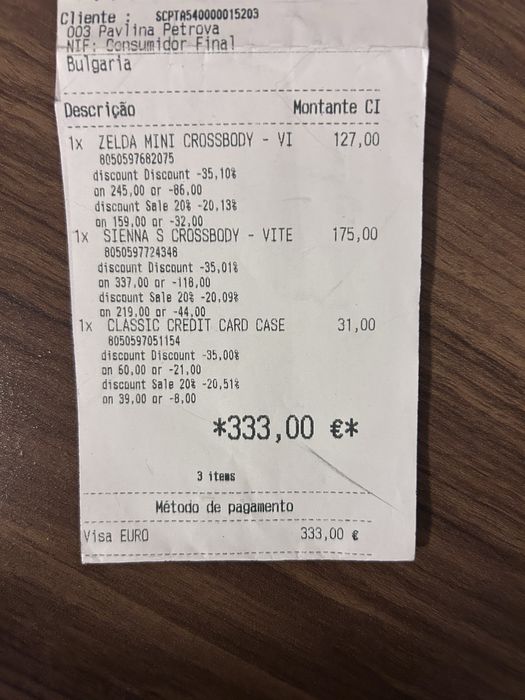 Cliente : SCPTA540000015203
003 Pavlina Petrova
NIF: Consumidor Final
Bulgaria
Descrição Montante CI
1x ZELDA MINI CROSSBODY - VI 127,00
8050597682075
discount Discount -35,10%
on 245,00 or -86,00
discount Sale 20% -20,13%
on 159,00 or -32,00
1x SIENNA S CROSSBODY - VITE 175,00
8050597724348
discount Discount -35,01%
on 337,00 or -118,00
discount Sale 20% -20,09%
on 219,00 or -44,00
1x CLASSIC CREDIT CARD CASE 31,00
8050597051154
discount Discount -35,00%
on 60,00 or -21,00
discount Sale 20% -20,51%
on 39,00 or -8,00
*333,00 €*
3 items
Método de pagamento
Visa EURO 333,00 €